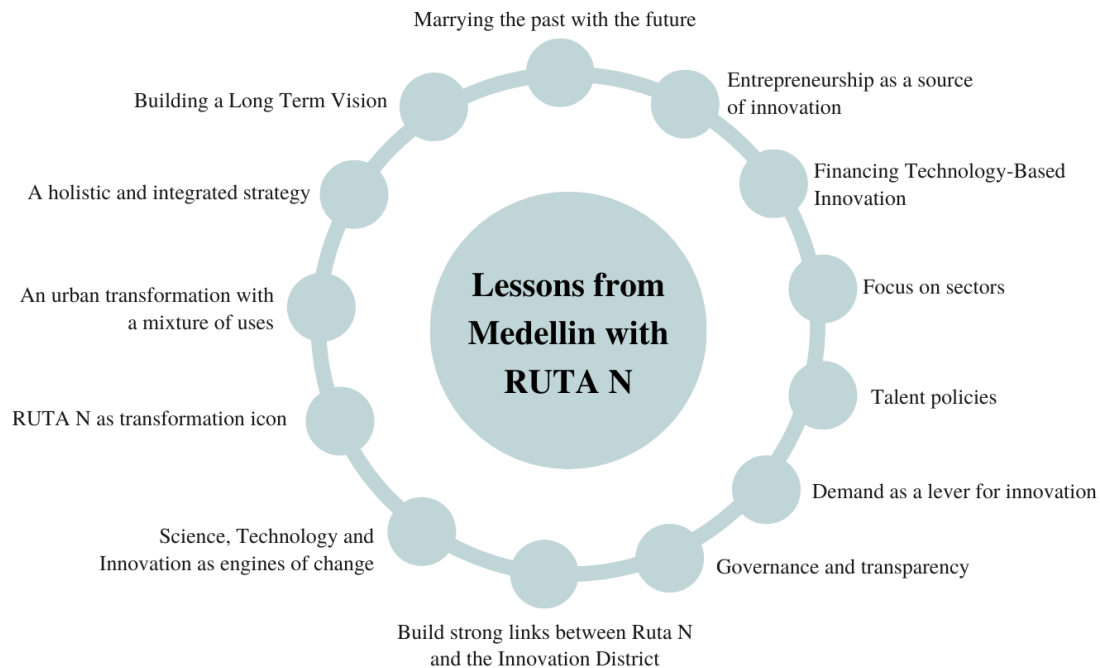 Marrying the past with the future
Entrepreneurship as a source
of innovation
Financing Technology-Based
Innovation
Focus on sectors
Talent policies
Demand as a lever for innovation
Governance and transparency
Build strong links between Ruta N
and the Innovation District
Science, Technology and
Innovation as engines of change
RUTA N as transformation icon
An urban transformation with
a mixture of uses
A holistic and integrated strategy
Building a Long Term Vision
Lessons from
Medellin with
RUTA N